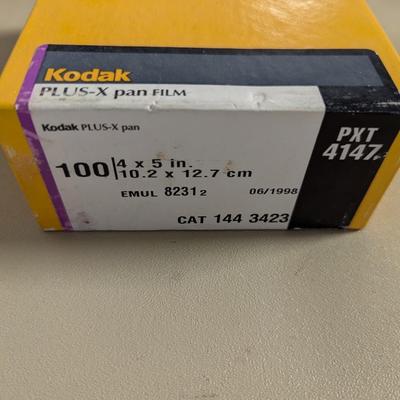 Kodak
PLUS-X pan FILM
Kodak PLUS-X pan
100 4 x 5 in.
10.2 x 12.7 cm
EMUL 8231 2 06/1998
CAT 144 3423
PXT
4147